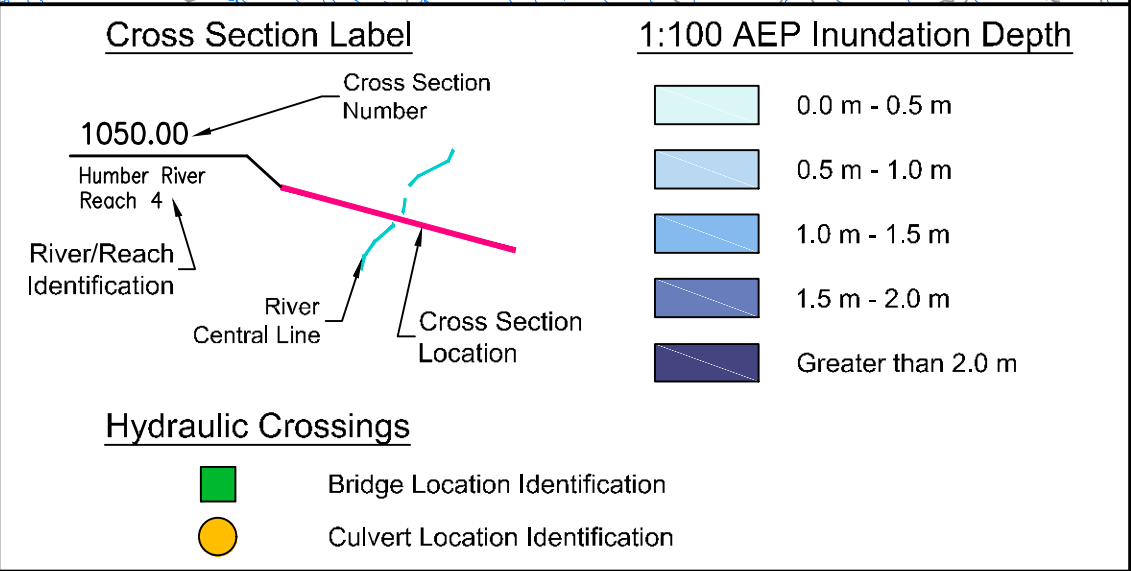 Cross Section Label
Cross Section
Number
1050.00
Humber River
Reach 4
River/Reach
Identification
River
Central Line
Cross Section
Location
1:100 AEP Inundation Depth
0.0 m - 0.5 m
0.5 m - 1.0 m
1.0 m - 1.5 m
1.5 m - 2.0 m
Greater than 2.0 m
Hydraulic Crossings
Bridge Location Identification
Culvert Location Identification